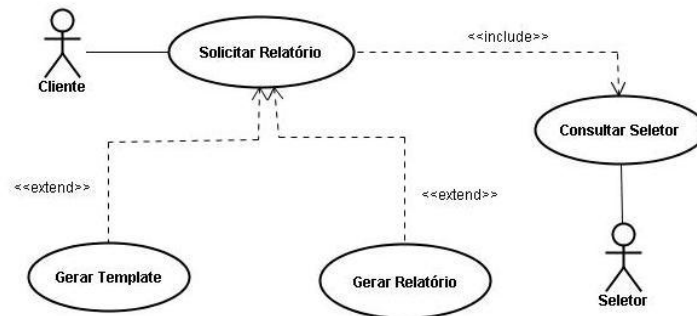 Solicitar Relatório
<<include>>
Cliente
Consultar Seletor
<<extend>>
<<extend>>
Gerar Template
Gerar Relatório
Seletor